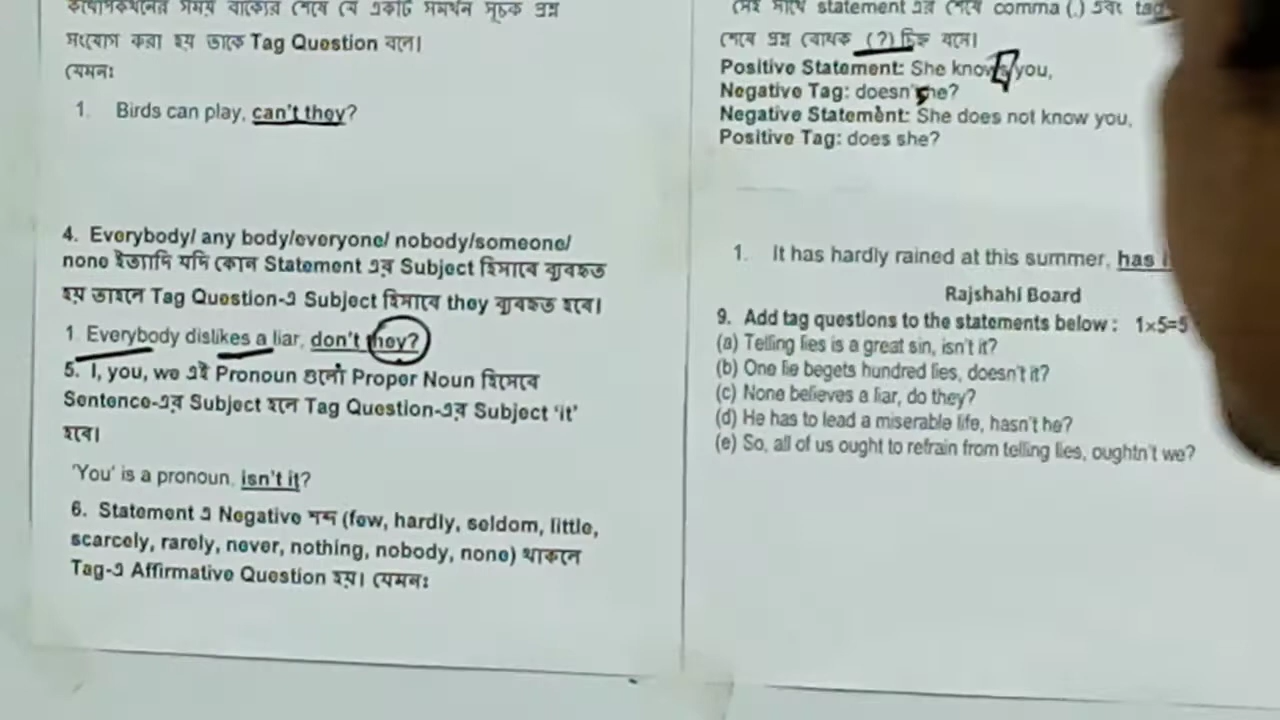 কথোপকথনের সময় বাক্যের শেষে যে একটি সমর্থন সূচক প্রশ্ন
সংযোগ করা হয় তাকে Tag Question বলে।
যেমনঃ
1. Birds can play, can't they?
4. Everybody/ any body/everyone/ nobody/someone/
none ইত্যাদি যদি কোন Statement এর Subject হিসাবে ব্যবহৃত
হয় তাহলে Tag Question-এ Subject হিসাবে they ব্যবহৃত হবে।
1. Everybody dislikes a liar, don't they?
5. I, you, we এই Pronoun গুলো Proper Noun হিসেবে
Sentence-এর Subject হলে Tag Question-এর Subject 'it'
হবে।
'You' is a pronoun, isn't it?
6. Statement এ Negative শব্দ (few, hardly, seldom, little,
scarcely, rarely, never, nothing, nobody, none) থাকলে
Tag-এ Affirmative Question হয়। যেমনঃ
সেই সাথে statement এর শেষে comma (,) এবং tag
শেষে প্রশ্ন বোধক (?) চিহ্ন বসে।
Positive Statement: She knows you,
Negative Tag: doesn't she?
Negative Statement: She does not know you,
Positive Tag: does she?
1. It has hardly rained at this summer, has
Rajshahi Board
9. Add tag questions to the statements below : 1×5=5
(a) Telling lies is a great sin, isn't it?
(b) One lie begets hundred lies, doesn't it?
(c) None believes a liar, do they?
(d) He has to lead a miserable life, hasn't he?
(e) So, all of us ought to refrain from telling lies, oughtn't we?